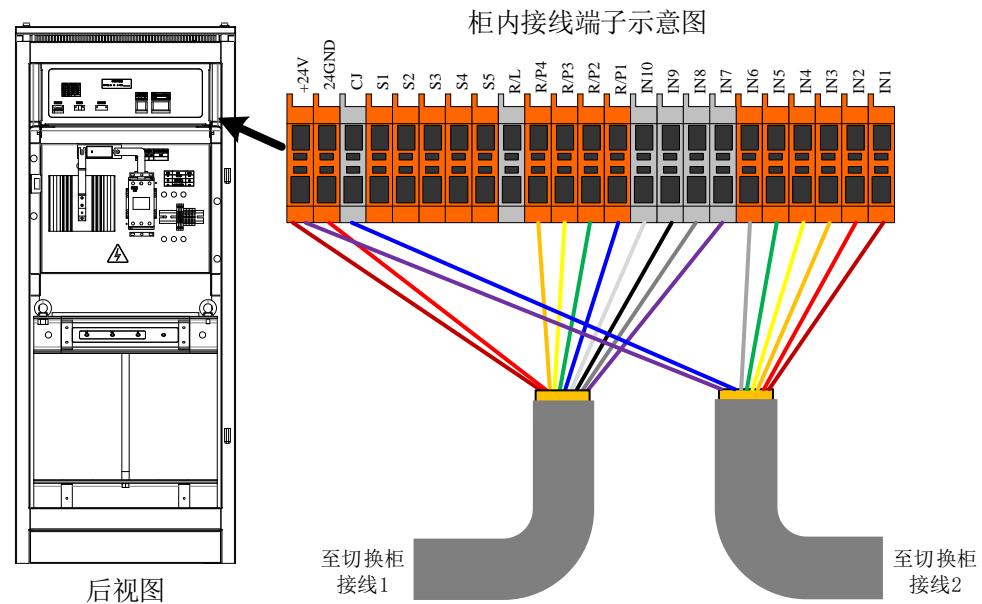 柜内接线端子示意图
+24V
24GND
CJ
S1
S2
S3
S4
S5
R/L
R/P4
R/P3
R/P2
R/P1
IN10
IN9
IN8
IN7
IN6
IN5
IN4
IN3
IN2
IN1
至切换柜
接线1
至切换柜
接线2
后视图